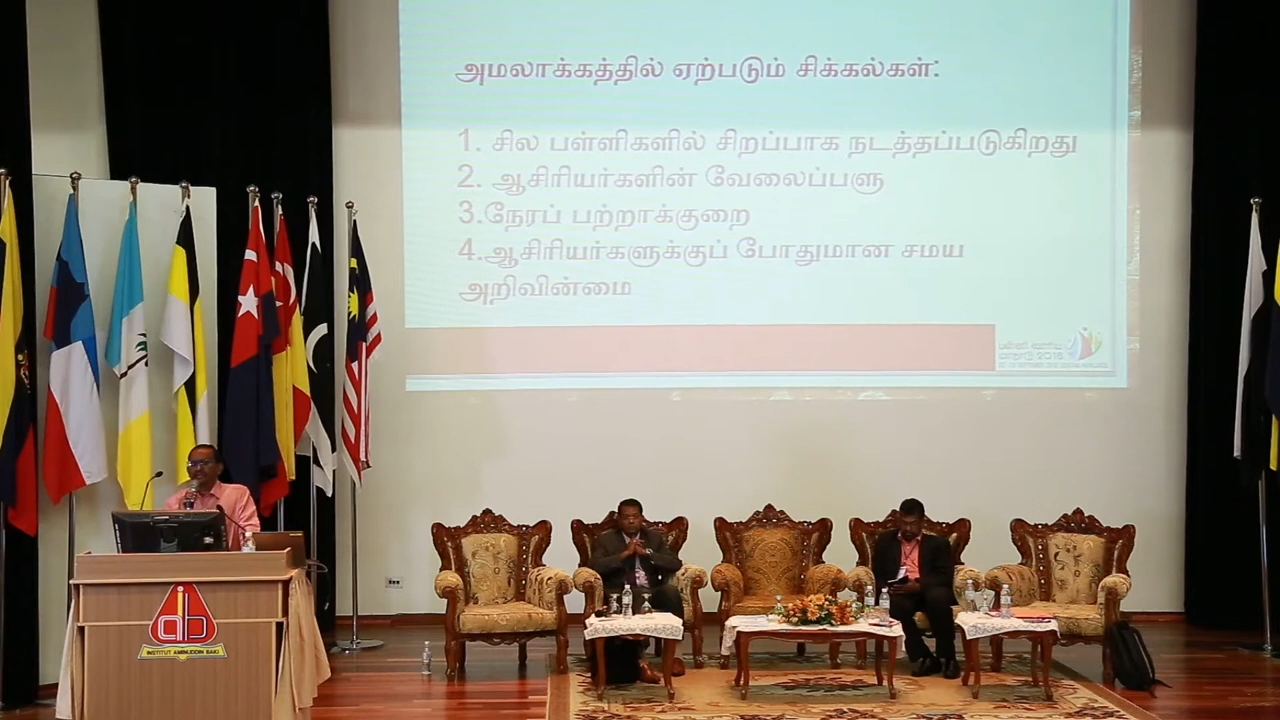 அமலாக்கத்தில் ஏற்படும் சிக்கல்கள்:
1. சில பள்ளிகளில் சிறப்பாக நடத்தப்படுகிறது
2. ஆசிரியர்களின் வேலைப்பளு
3.நேரப் பற்றாக்குறை
4.ஆசிரியர்களுக்குப் போதுமான சமய
அறிவின்மை
மாநாடு 2018
INSTITUT AMINUDDIN BAKI